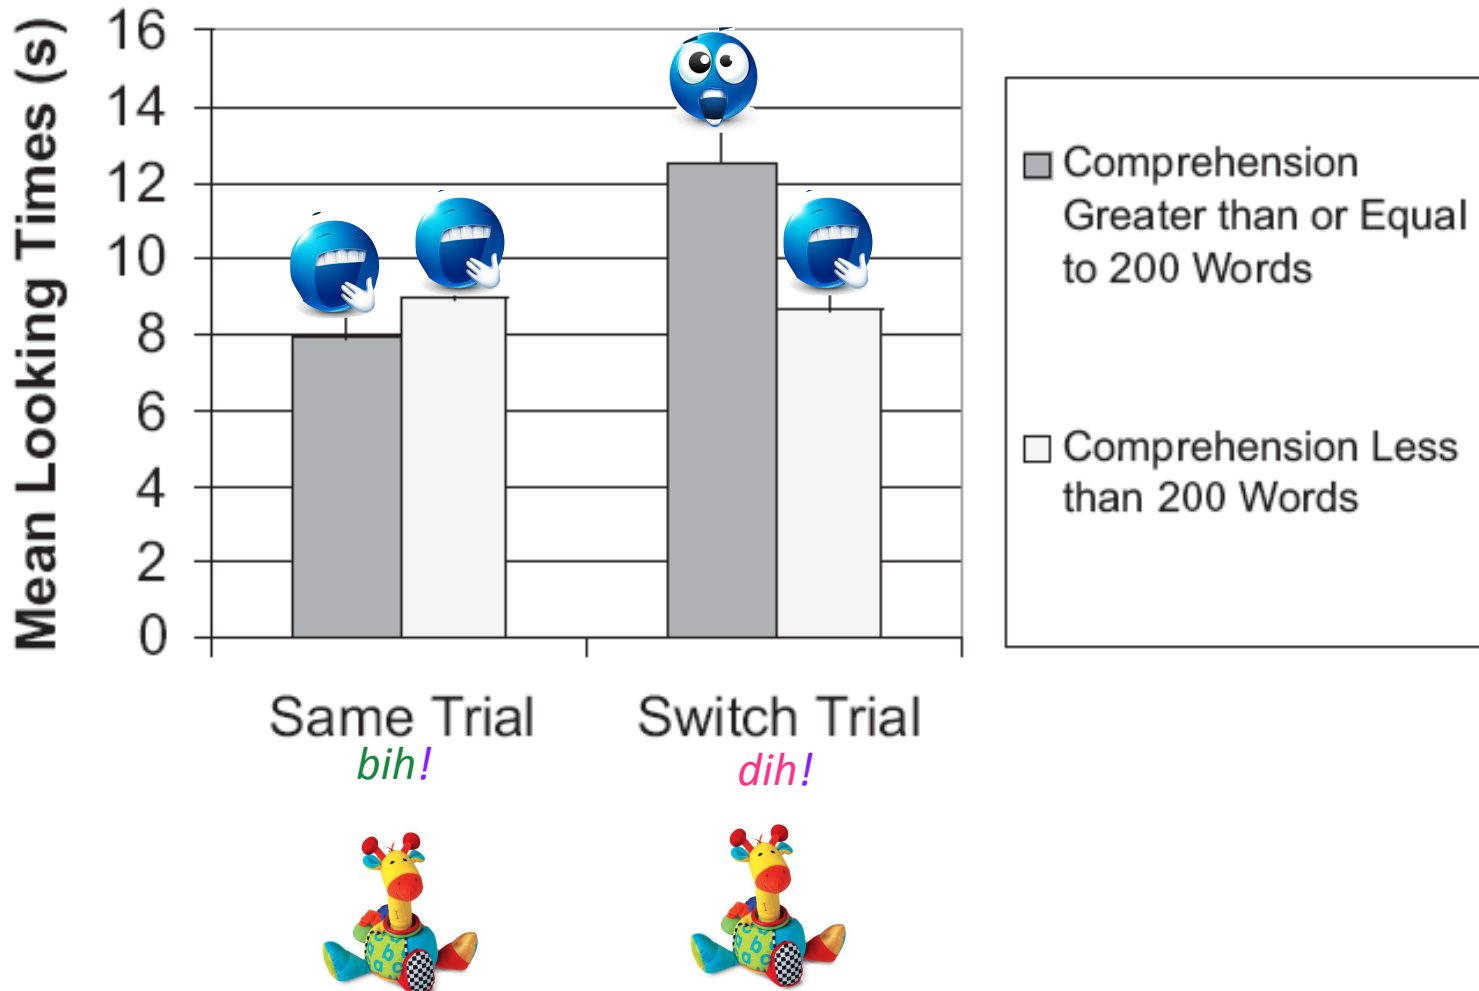 Mean Looking Times (s)
16
14
12
10
8
6
4
2
0
Same Trial
Switch Trial
bih!
dih!
Comprehension
Greater than or Equal
to 200 Words
Comprehension Less
than 200 Words